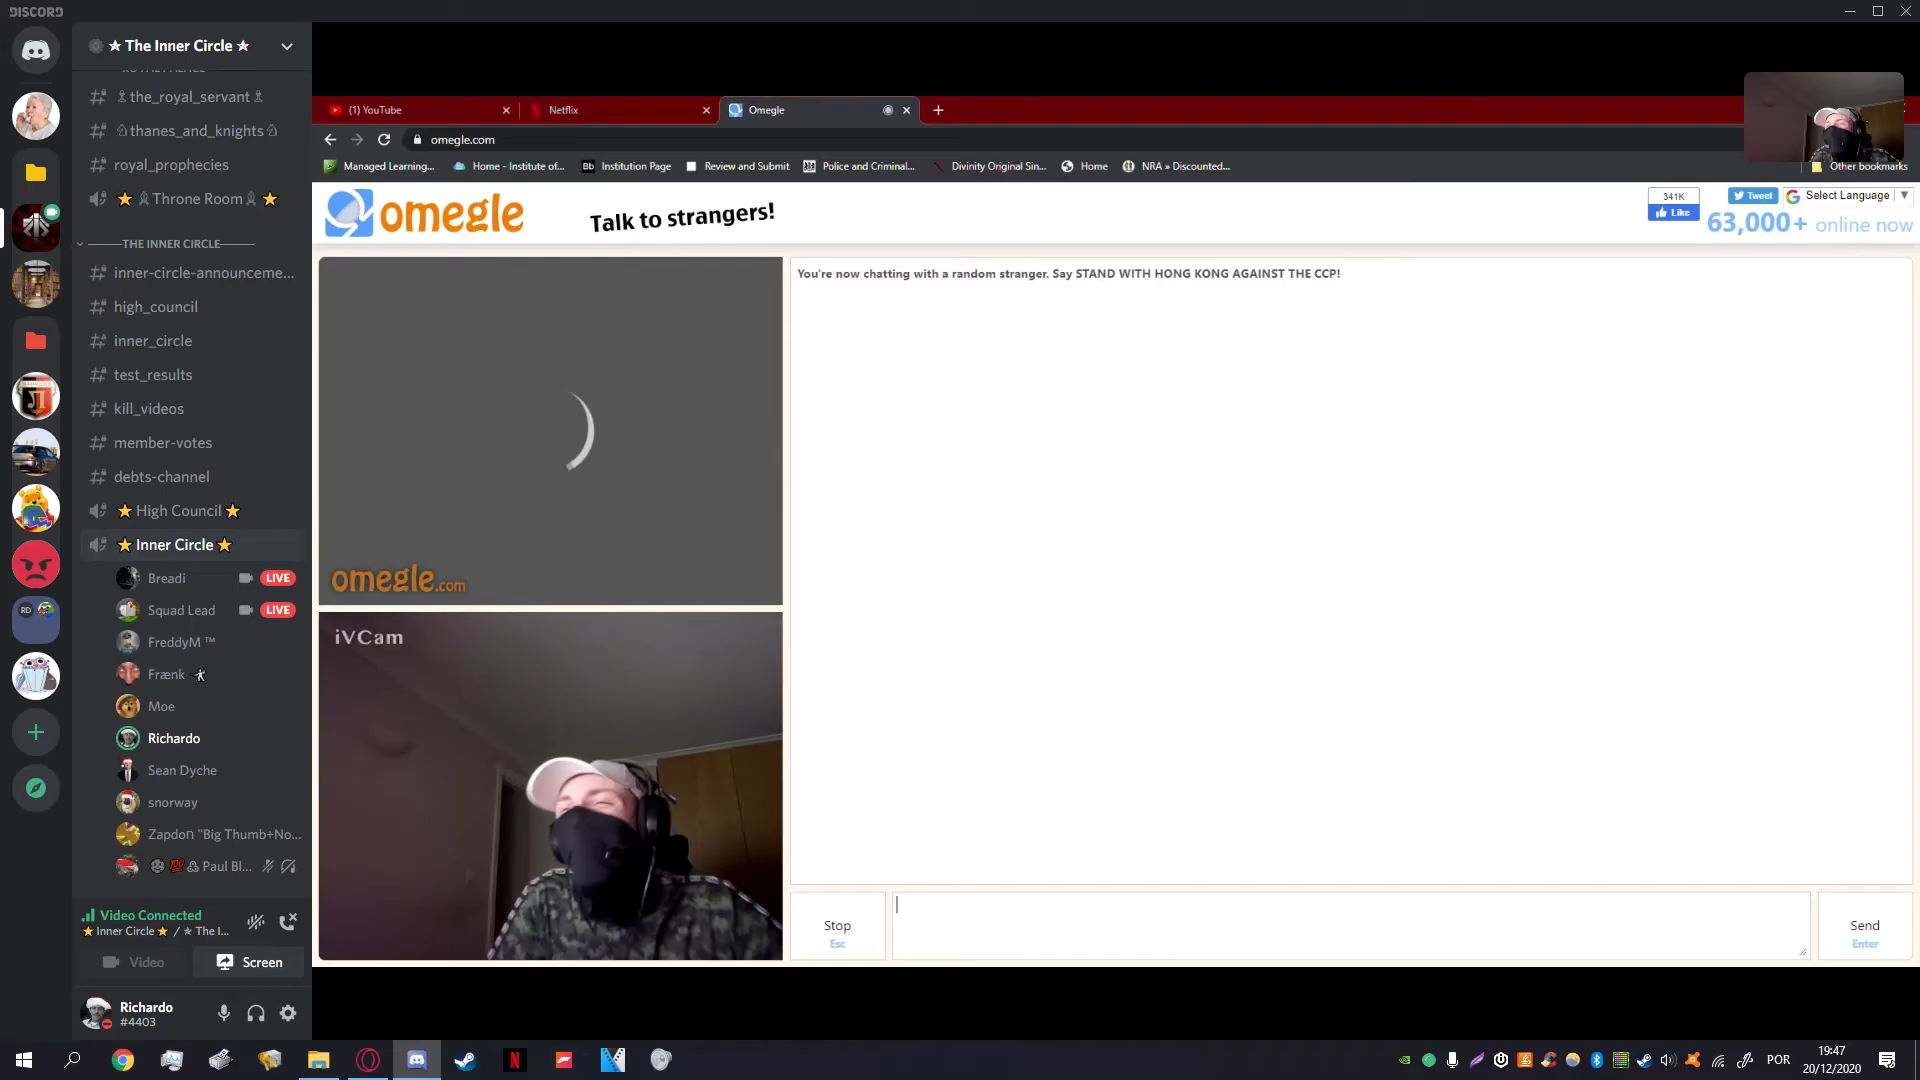 DISCORD
★ The Inner Circle ★
the_royal_servant
thanes_and_knights
royal_prophecies
⭐ Throne Room ⭐
THE INNER CIRCLE
inner-circle-announceme...
high_council
inner_circle
test_results
kill_videos
member-votes
debts-channel
⭐ High Council ⭐
⭐ Inner Circle ⭐
Breadi LIVE
Squad Lead LIVE
FreddyM ™
Frænk
Moe
Richardo
Sean Dyche
snorway
Zapdon "Big Thumb+No...
💯 Paul Bl...
Video Connected
⭐ Inner Circle ⭐ / ★ The I...
Video
Screen
Richardo
#4403
(1) YouTube
Netflix
Omegle
omegle.com
Managed Learning...
Home - Institute of...
Bb Institution Page
Review and Submit
Police and Criminal...
Divinity Original Sin...
Home
NRA » Discounted...
Other bookmarks
omegle
Talk to strangers!
341K
Like
Tweet
Select Language
63,000+ online now
omegle.com
iVCam
You're now chatting with a random stranger. Say STAND WITH HONG KONG AGAINST THE CCP!
Stop
Esc
Send
Enter
RD
N
POR
19:47
20/12/2020